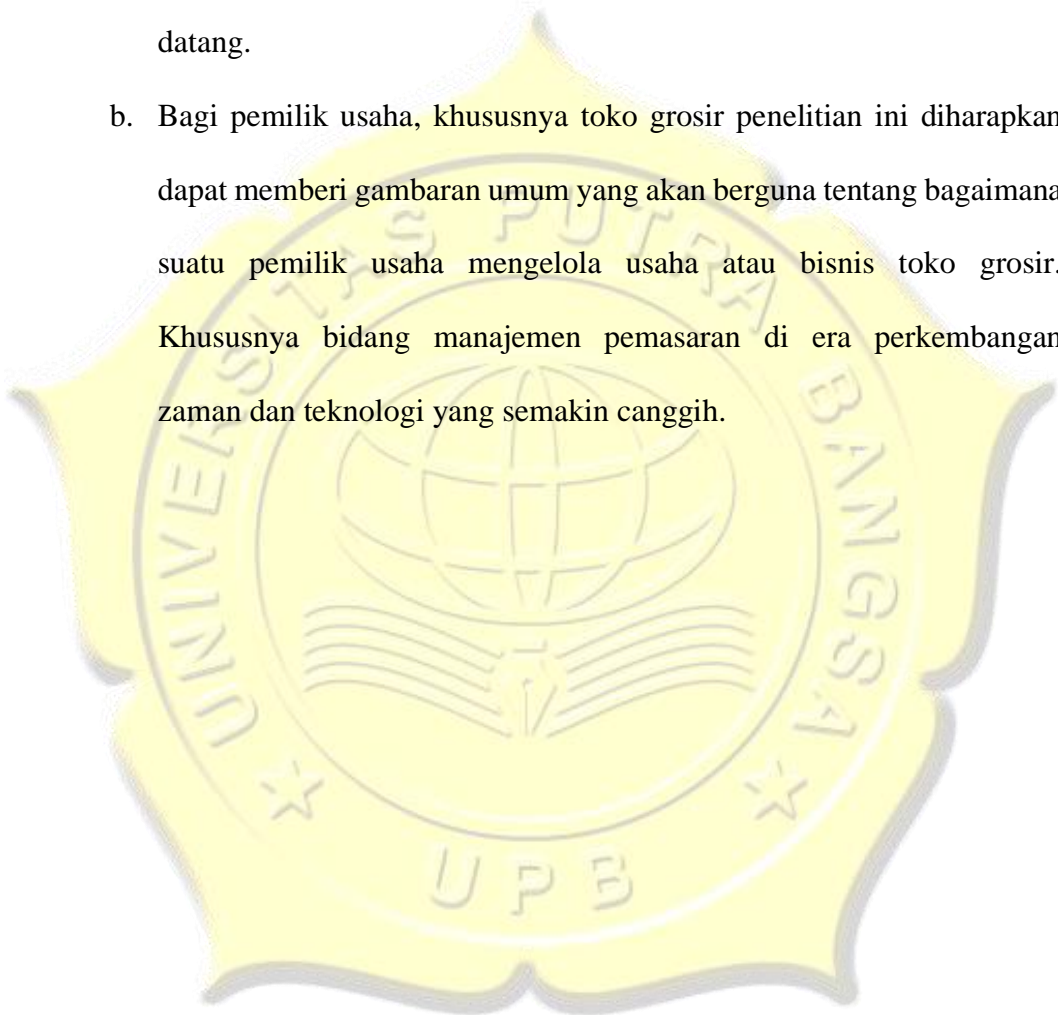 datang.
b. Bagi pemilik usaha, khususnya toko grosir penelitian ini diharapkan
dapat memberi gambaran umum yang akan berguna tentang bagaimana
suatu pemilik usaha mengelola usaha atau bisnis toko grosir.
Khususnya bidang manajemen pemasaran di era perkembangan
zaman dan teknologi yang semakin canggih.
UNIVERSITAS PUTRA BANGSA
UPB